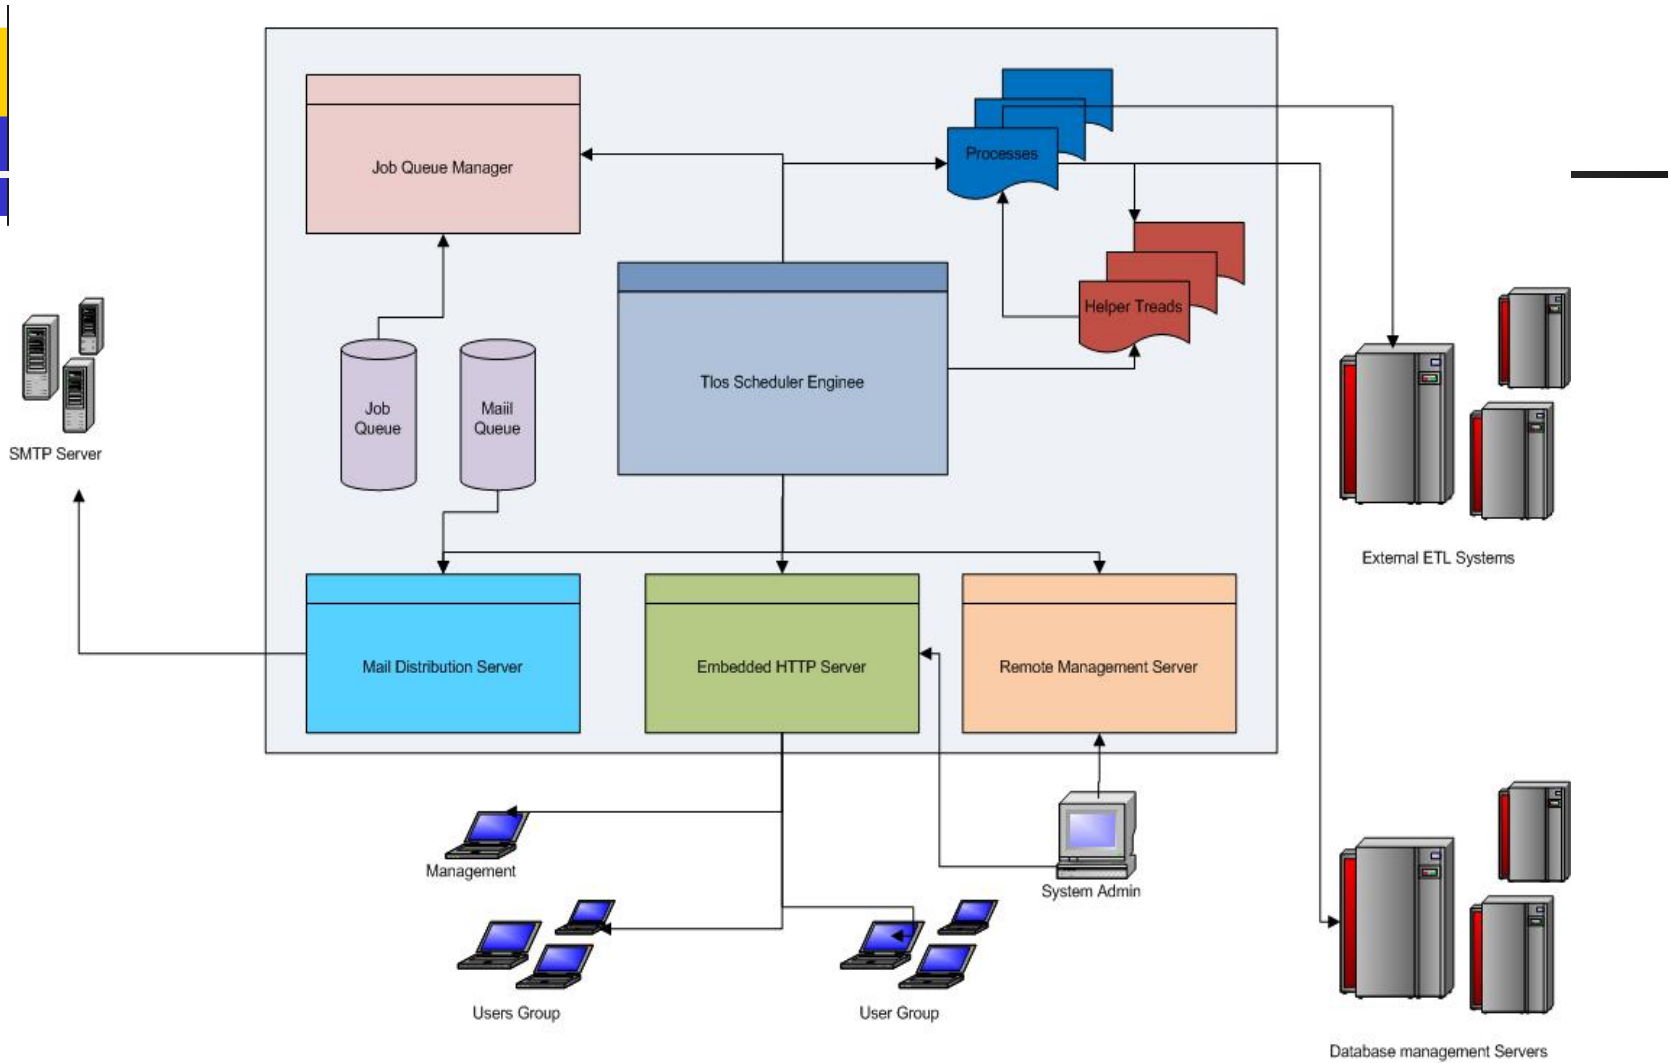 Job Queue Manager
Processes
Helper Treads
Tlos Scheduler Enginee
Job
Queue
Maiil
Queue
SMTP Server
External ETL Systems
Mail Distribution Server
Embedded HTTP Server
Remote Management Server
Management
System Admin
Users Group
User Group
Database management Servers